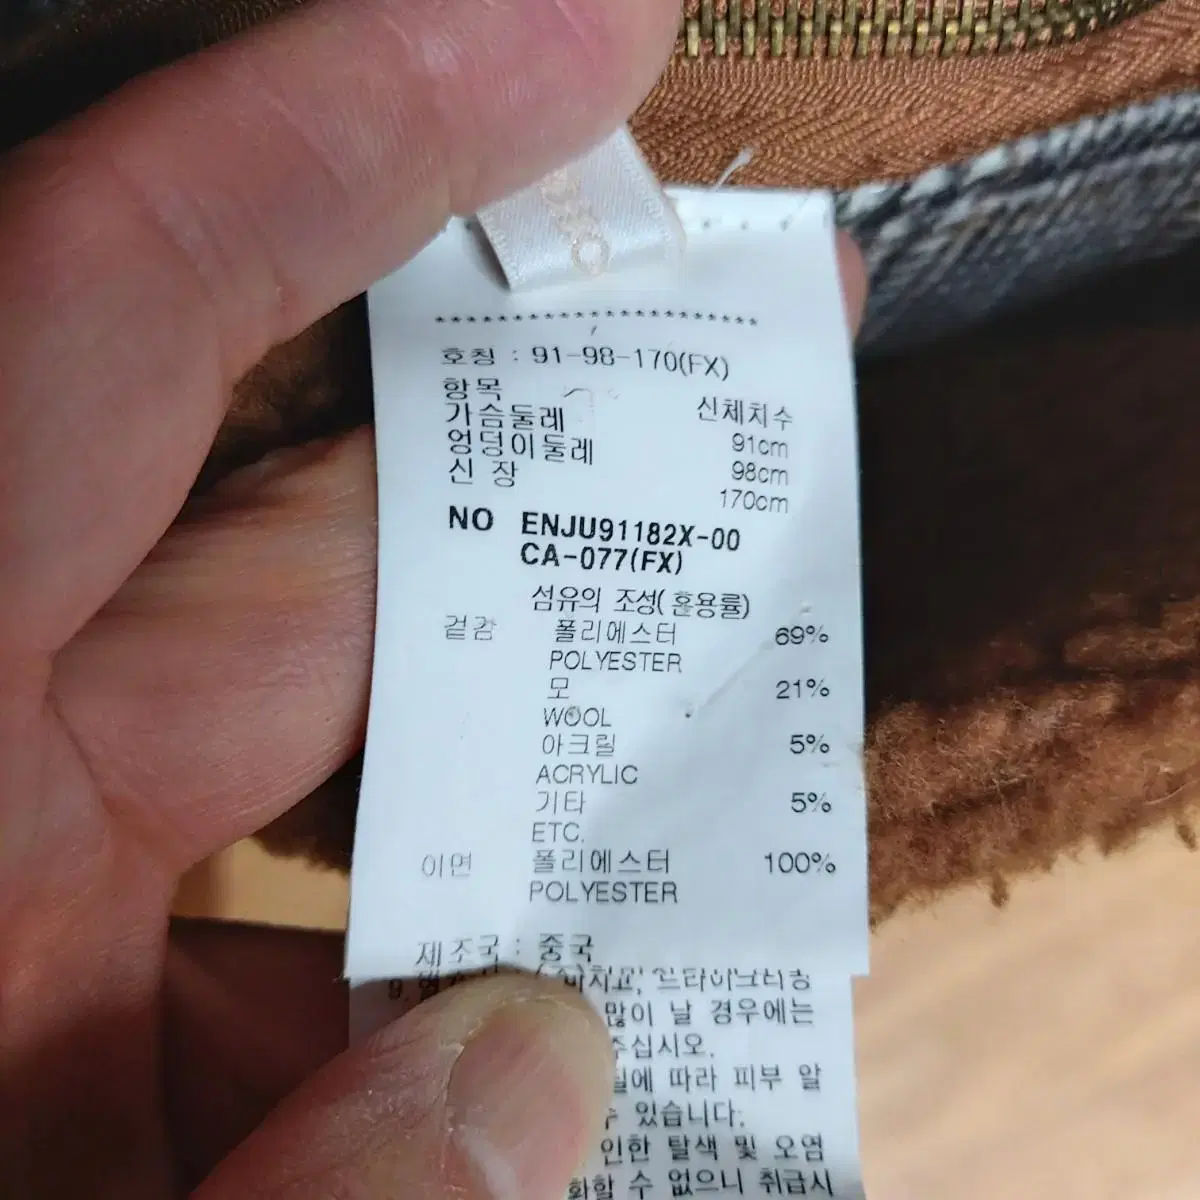 *********************
호칭 : 91-98-170(FX)
항목 신체치수
가슴둘레 91cm
엉덩이둘레 98cm
신 장 170cm
NO ENJU91182X-00
CA-077(FX)
섬유의 조성(혼용률)
겉감 폴리에스터 69%
POLYESTER
모 21%
WOOL
아크릴 5%
ACRYLIC
기타 5%
ETC.
이면 폴리에스터 100%
POLYESTER
제조국 : 중국
9.
많이 날 경우에는
주십시오.
에 따라 피부 알
수 있습니다.
인한 탈색 및 오염
화할 수 없으니 취급시